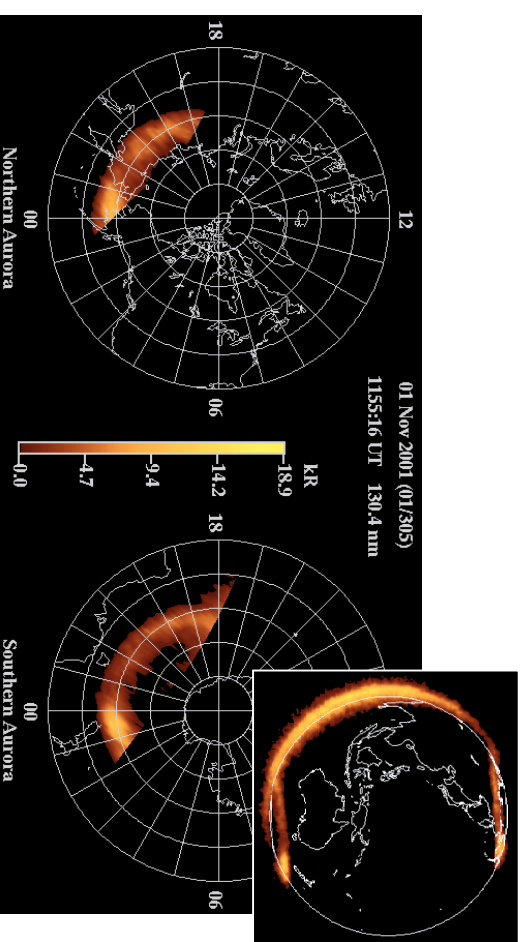 01 Nov 2001 (01/305)
1155:16 UT 130.4 nm
12
18
06
00
Northern Aurora
kR
0.0
4.7
9.4
14.2
18.9
18
06
00
Southern Aurora